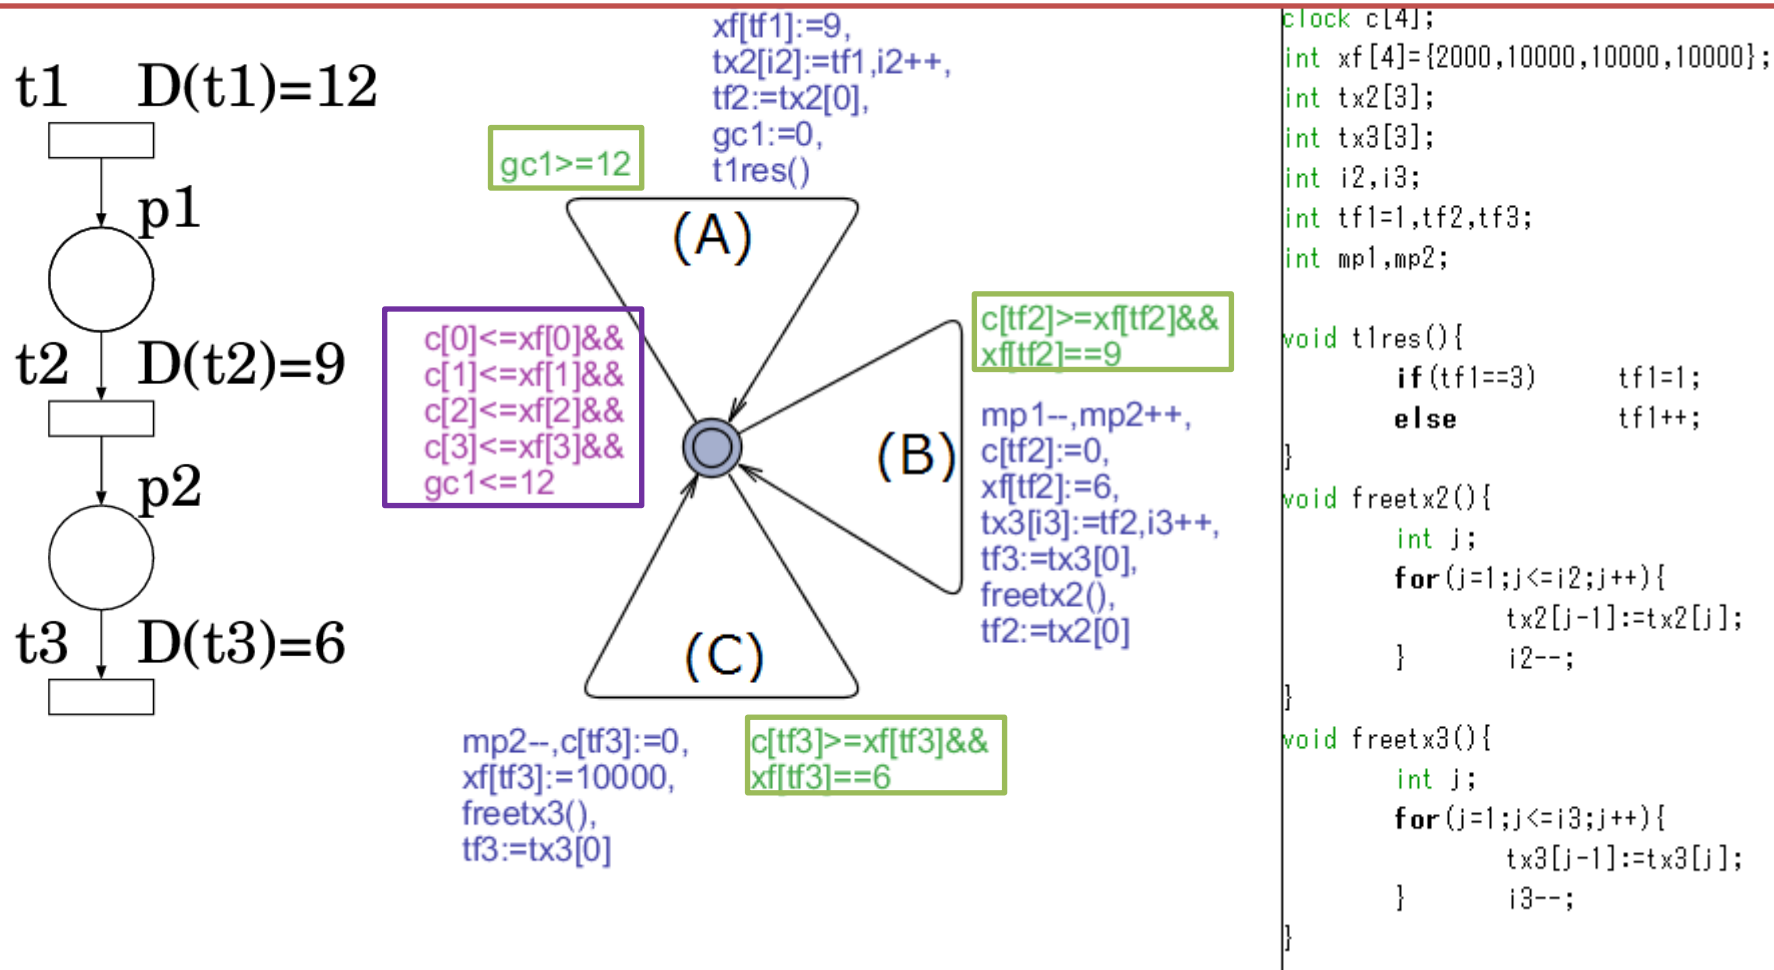 t1 D(t1)=12
p1
t2 D(t2)=9
p2
t3 D(t3)=6
xf[tf1]:=9,
tx2[i2]:=tf1,i2++,
tf2:=tx2[0],
gc1:=0,
t1res()
gc1>=12
(A)
c[0]<=xf[0]&&
c[1]<=xf[1]&&
c[2]<=xf[2]&&
c[3]<=xf[3]&&
gc1<=12
c[tf2]>=xf[tf2]&&
xf[tf2]==9
(B)
mp1--,mp2++,
c[tf2]:=0,
xf[tf2]:=6,
tx3[i3]:=tf2,i3++,
tf3:=tx3[0],
freetx2(),
tf2:=tx2[0]
(C)
mp2--,c[tf3]:=0,
xf[tf3]:=10000,
freetx3(),
tf3:=tx3[0]
c[tf3]>=xf[tf3]&&
xf[tf3]==6
clock c[4];
int xf[4]={2000,10000,10000,10000};
int tx2[3];
int tx3[3];
int i2,i3;
int tf1=1,tf2,tf3;
int mp1,mp2;
void t1res(){
if(tf1==3) tf1=1;
else tf1++;
}
void freetx2(){
int j;
for(j=1;j<=i2;j++){
tx2[j-1]:=tx2[j];
} i2--;
}
void freetx3(){
int j;
for(j=1;j<=i3;j++){
tx3[j-1]:=tx3[j];
} i3--;
}